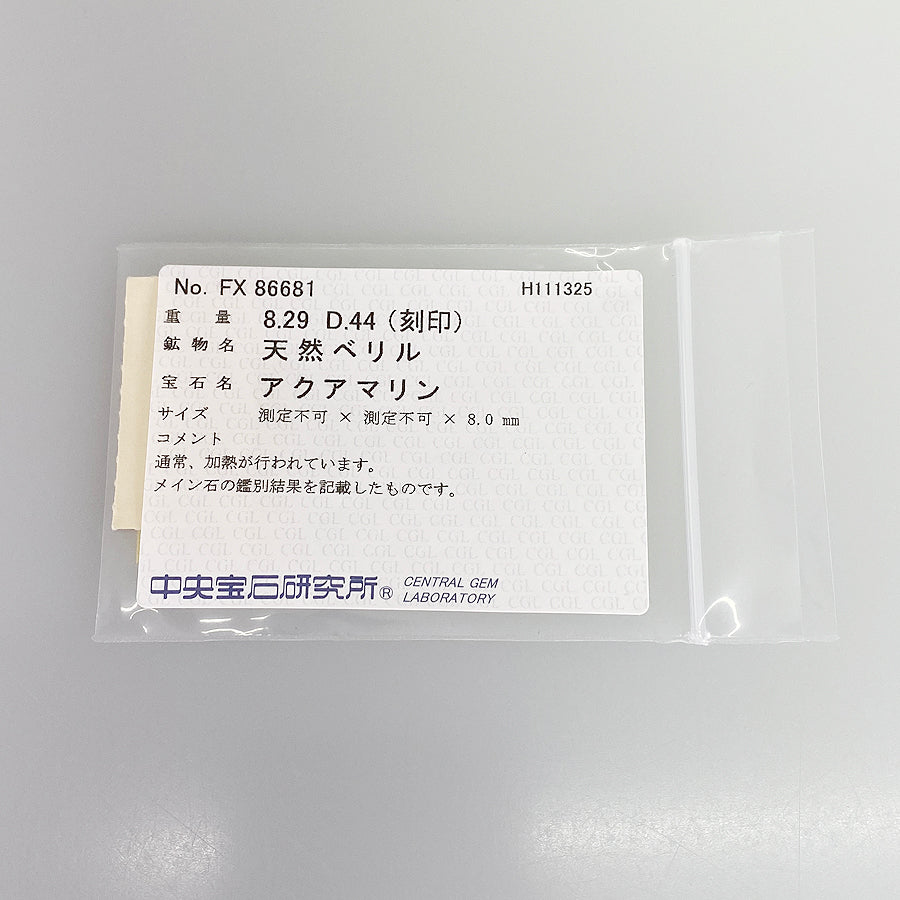 No. FX 86681 H111325
重 量 8.29 D.44 (刻印)
鉱物名 天然ベリル
宝石名 アクアマリン
サイズ 測定不可 × 測定不可 × 8.0 mm
コメント
通常、加熱が行われています。
メイン石の鑑別結果を記載したものです。
中央宝石研究所® CENTRAL GEM
LABORATORY